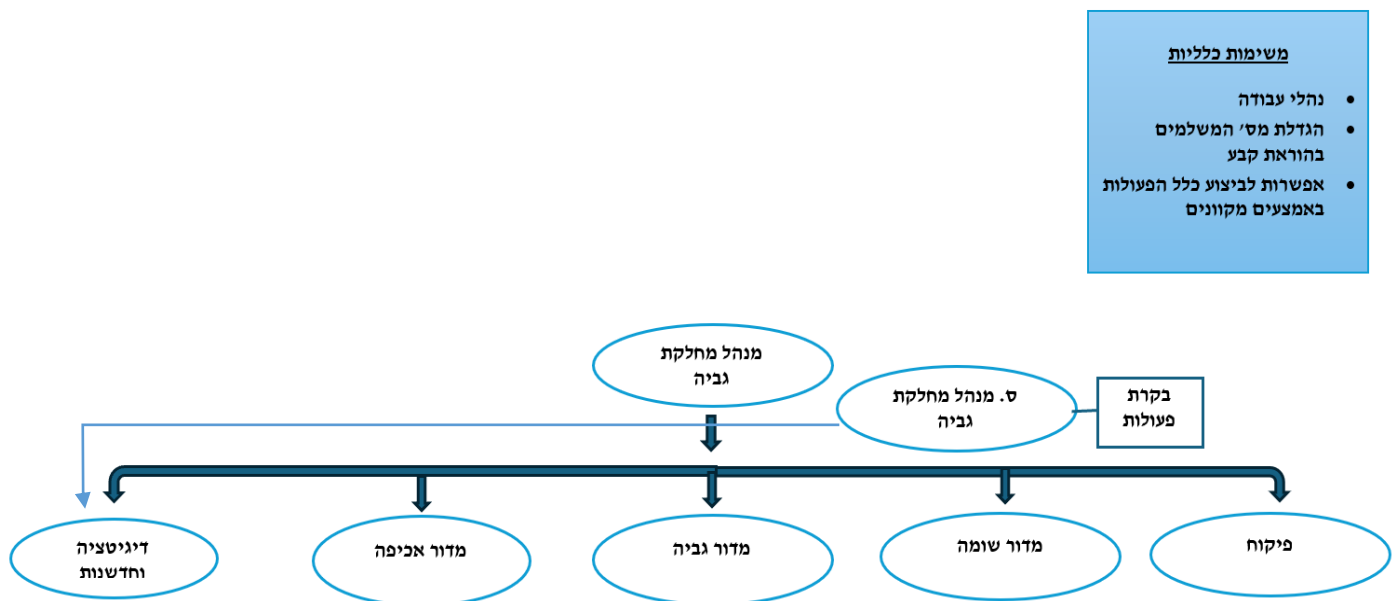 משימות כלליות
נהלי עבודה
הגדלת מס' המשלמים
בהוראת קבע
אפשרות לביצוע כלל הפעולות
באמצעים מקוונים
מנהל מחלקת
גביה
ס. מנהל מחלקת
גביה
בקרת
פעולות
פיקוח
מדור שומה
מדור גביה
מדור אכיפה
דיגיטציה
וחדשנות